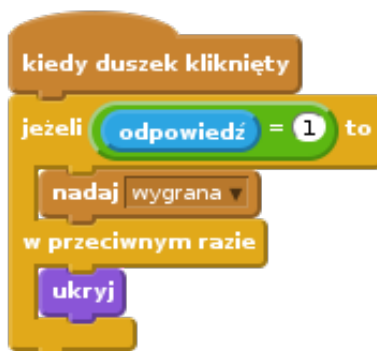 kiedy duszek kliknięty
jeżeli odpowiedź = 1 to
nadaj wygrana
w przeciwnym razie
ukryj